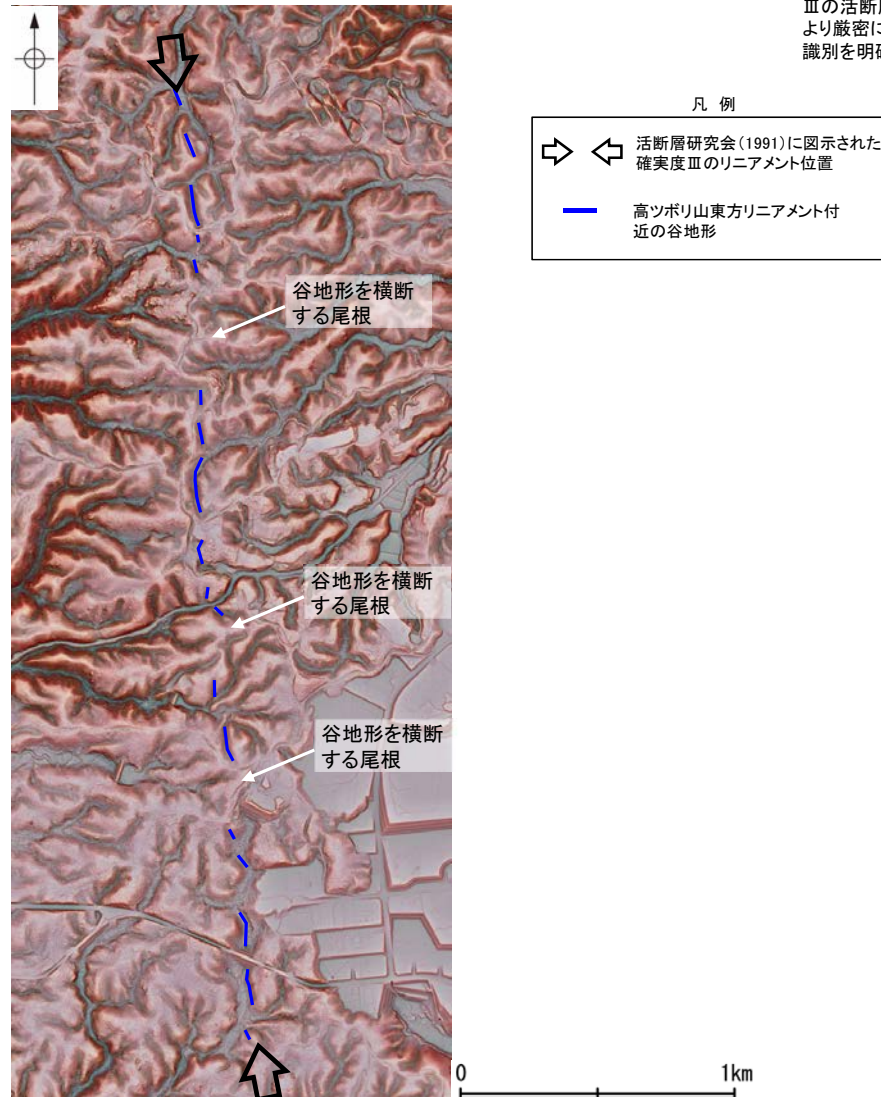 Ⅲの活断
より厳密に
識別を明
凡 例
活断層研究会(1991)に図示された
確実度Ⅲのリニアメント位置
高ツボリ山東方リニアメント付
近の谷地形
谷地形を横断
する尾根
谷地形を横断
する尾根
谷地形を横断
する尾根
0 1km